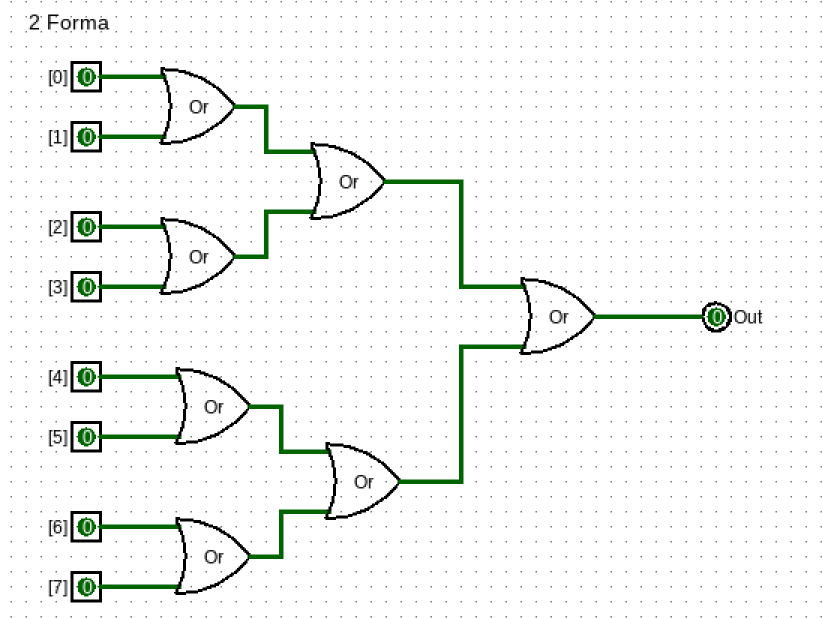 2 Forma
[0] 0
Or
[1] 0
Or
[2] 0
Or
[3] 0
Or
0 Out
[4] 0
Or
[5] 0
Or
[6] 0
Or
[7] 0